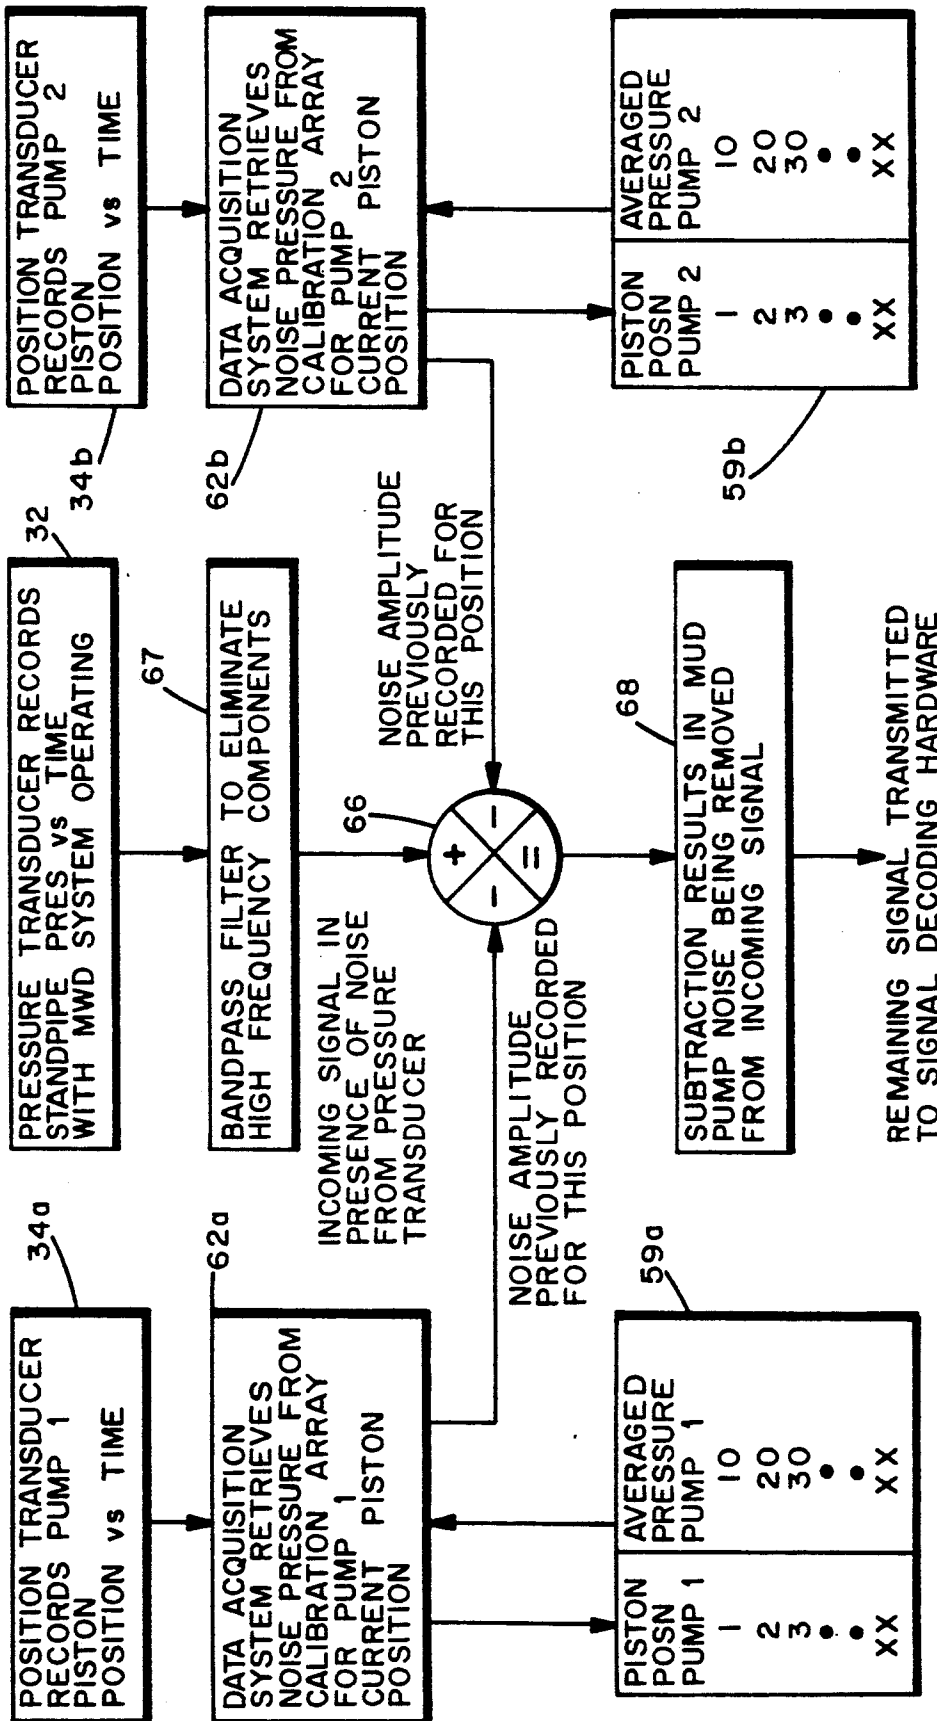 POSITION TRANSDUCER
RECORDS PUMP 1
PISTON
POSITION vs TIME
34a
PRESSURE TRANSDUCER RECORDS
STANDPIPE PRES vs TIME
WITH MWD SYSTEM OPERATING
32
POSITION TRANSDUCER
RECORDS PUMP 2
PISTON
POSITION vs TIME
34b
DATA ACQUISITION
SYSTEM RETRIEVES
NOISE PRESSURE FROM
CALIBRATION ARRAY
FOR PUMP 1
CURRENT PISTON
POSITION
62a
BANDPASS FILTER TO ELIMINATE
HIGH FREQUENCY COMPONENTS
67
DATA ACQUISITION
SYSTEM RETRIEVES
NOISE PRESSURE FROM
CALIBRATION ARRAY
FOR PUMP 2
CURRENT PISTON
POSITION
62b
INCOMING SIGNAL IN
PRESENCE OF NOISE
FROM PRESSURE
TRANSDUCER
66
+
- -
=
NOISE AMPLITUDE
PREVIOUSLY
RECORDED FOR
THIS POSITION
NOISE AMPLITUDE
PREVIOUSLY RECORDED
FOR THIS POSITION
PISTON
POSN
PUMP 1
1
2
3
•
•
XX
AVERAGED
PRESSURE
PUMP 1
10
20
30
•
•
XX
59a
SUBTRACTION RESULTS IN MUD
PUMP NOISE BEING REMOVED
FROM INCOMING SIGNAL
68
PISTON
POSN
PUMP 2
1
2
3
•
•
XX
AVERAGED
PRESSURE
PUMP 2
10
20
30
•
•
XX
59b
REMAINING SIGNAL TRANSMITTED
TO SIGNAL DECODING HARDWARE